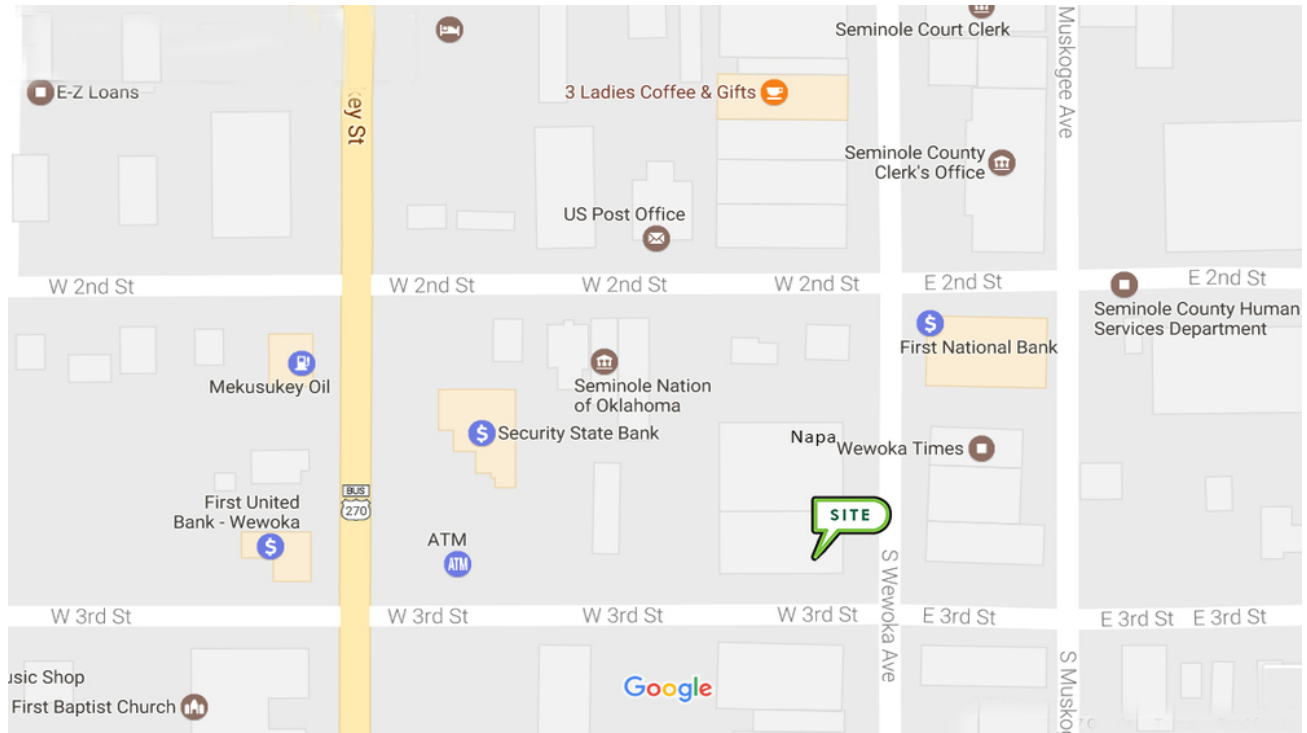 Seminole Court Clerk
Muskogee Ave
E-Z Loans
3 Ladies Coffee & Gifts
ey St
Seminole County
Clerk's Office
US Post Office
W 2nd St
W 2nd St
W 2nd St
W 2nd St
E 2nd St
E 2nd St
Seminole County Human
Services Department
First National Bank
Mekusukey Oil
Seminole Nation
of Oklahoma
Security State Bank
Napa
Wewoka Times
BUS
270
First United
Bank - Wewoka
SITE
ATM
ATM
S Wewoka Ave
W 3rd St
W 3rd St
W 3rd St
W 3rd St
E 3rd St
E 3rd St
E 3rd St
S Musko
usic Shop
First Baptist Church
Google